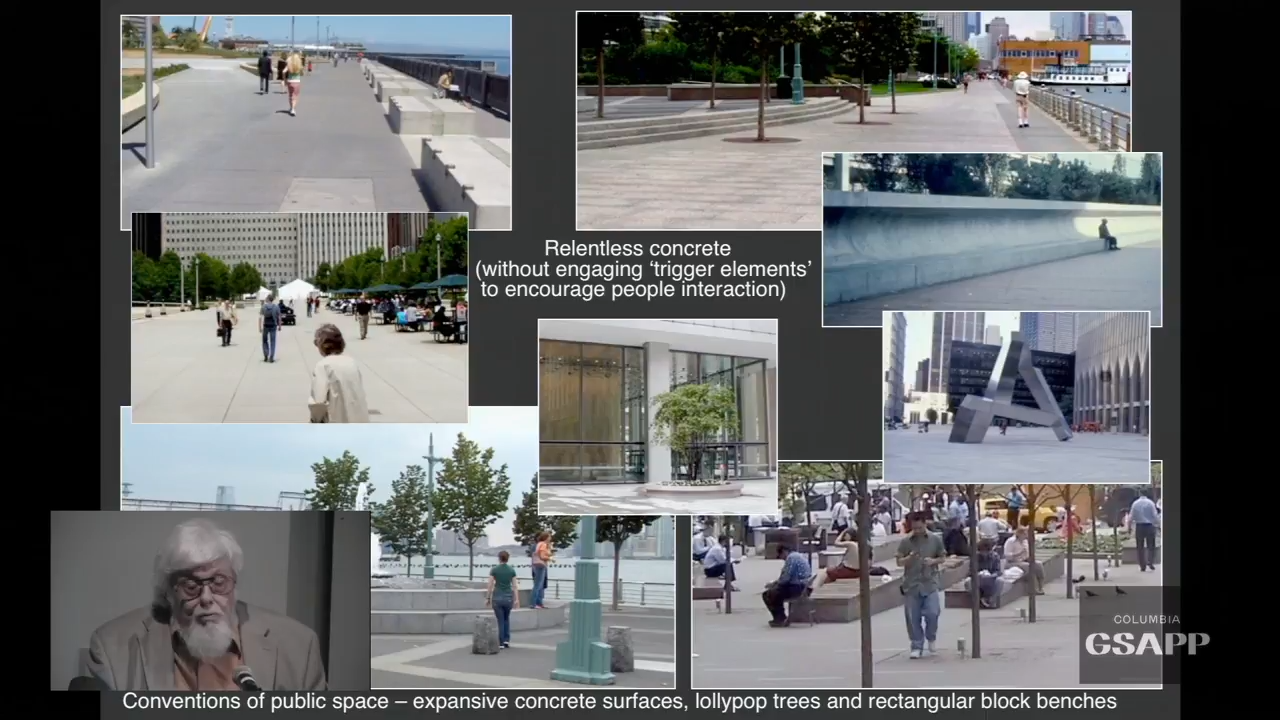 Relentless concrete
(without engaging ‘trigger elements’
to encourage people interaction)
COLUMBIA
GSAPP
Conventions of public space – expansive concrete surfaces, lollypop trees and rectangular block benches